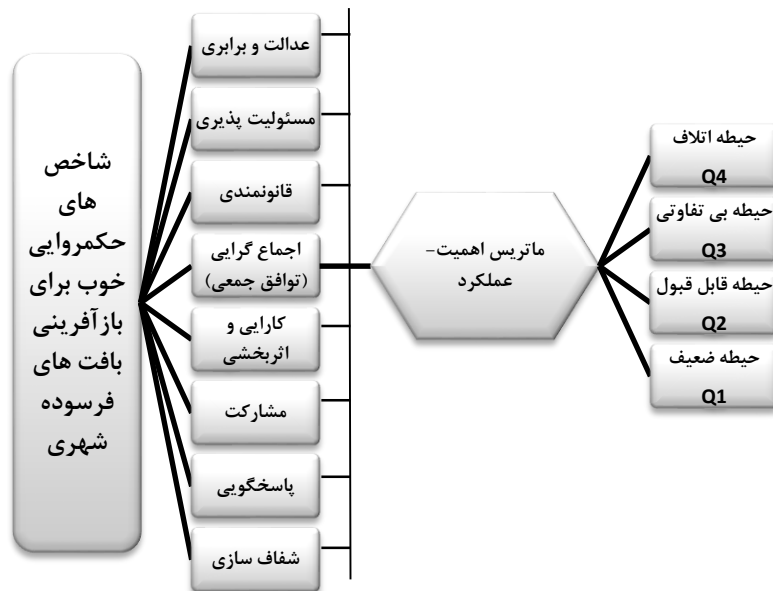 شاخص
های
حکمروایی
خوب برای
بازآفرینی
بافت های
فرسوده
شهری
عدالت و برابری
مسئولیت پذیری
قانونمندی
اجماع گرایی
(توافق جمعی)
کارایی و
اثربخشی
مشارکت
پاسخگویی
شفاف سازی
ماتریس اهمیت-
عملکرد
حیطه اتلاف
Q4
حیطه بی تفاوتی
Q3
حیطه قابل قبول
Q2
حیطه ضعیف
Q1